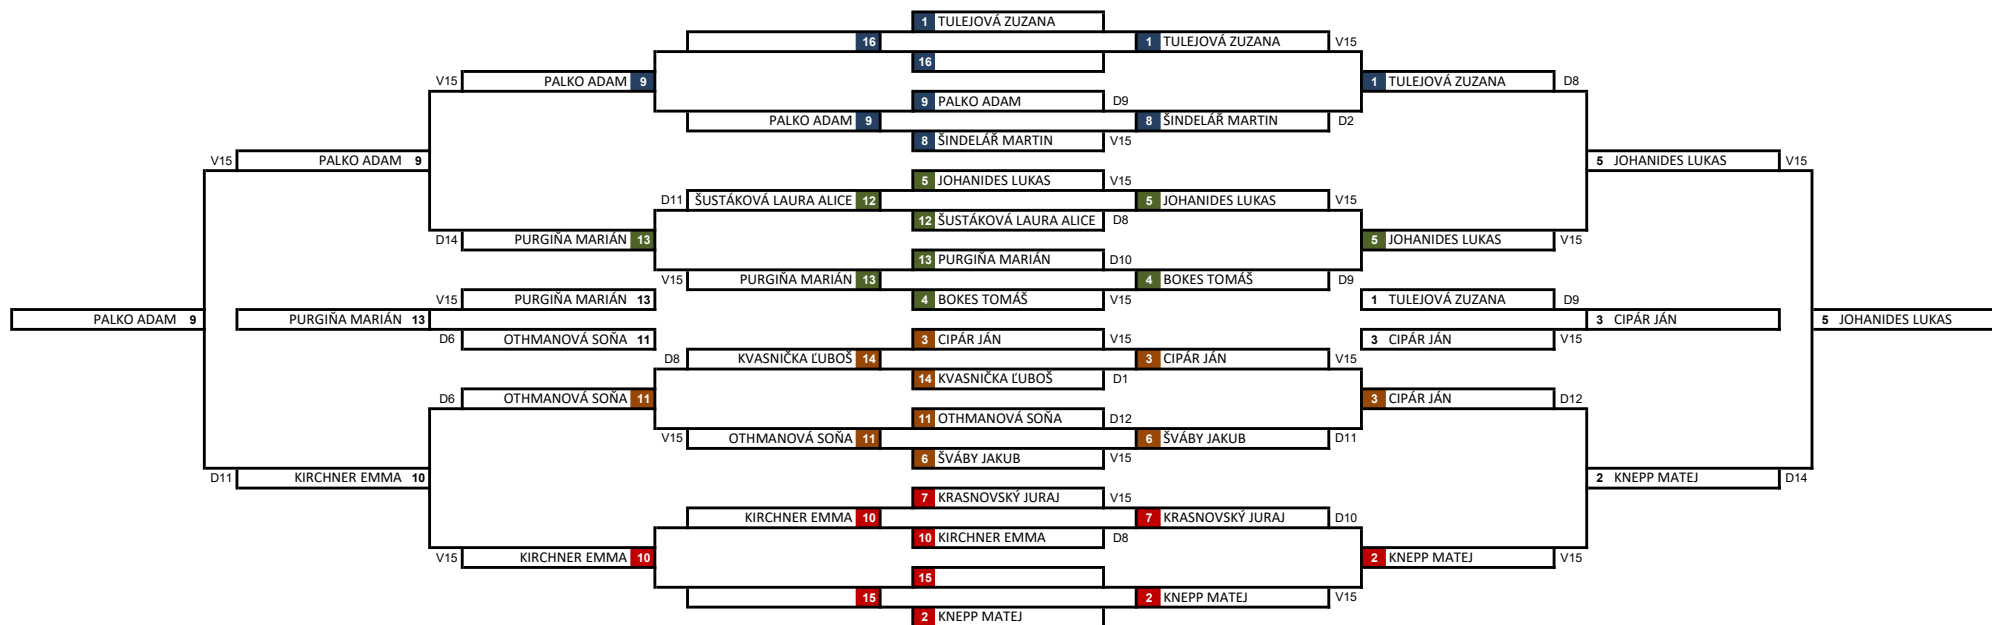 1 TULEJOVÁ ZUZANA
16 1 TULEJOVÁ ZUZANA V15
16
V15 PALKO ADAM 9 1 TULEJOVÁ ZUZANA D8
9 PALKO ADAM D9
PALKO ADAM 9 8 ŠINDELÁŘ MARTIN D2
8 ŠINDELÁŘ MARTIN V15
V15 PALKO ADAM 9 5 JOHANIDES LUKAS V15
5 JOHANIDES LUKAS V15
D11 ŠUSTÁKOVÁ LAURA ALICE 12 5 JOHANIDES LUKAS V15
12 ŠUSTÁKOVÁ LAURA ALICE D8
D14 PURGIŇA MARIÁN 13 5 JOHANIDES LUKAS V15
13 PURGIŇA MARIÁN D10
V15 PURGIŇA MARIÁN 13 4 BOKES TOMÁŠ D9
V15 PURGIŇA MARIÁN 13 4 BOKES TOMÁŠ V15 1 TULEJOVÁ ZUZANA D9
PALKO ADAM 9 PURGIŇA MARIÁN 13 3 CIPÁR JÁN 5 JOHANIDES LUKAS
D6 OTHMANOVÁ SOŇA 11 3 CIPÁR JÁN V15 3 CIPÁR JÁN V15
D8 KVASNIČKA ĽUBOŠ 14 3 CIPÁR JÁN V15
14 KVASNIČKA ĽUBOŠ D1
D6 OTHMANOVÁ SOŇA 11 3 CIPÁR JÁN D12
11 OTHMANOVÁ SOŇA D12
V15 OTHMANOVÁ SOŇA 11 6 ŠVÁBY JAKUB D11
6 ŠVÁBY JAKUB V15
D11 KIRCHNER EMMA 10 2 KNEPP MATEJ D14
7 KRASNOVSKÝ JURAJ V15
KIRCHNER EMMA 10 7 KRASNOVSKÝ JURAJ D10
10 KIRCHNER EMMA D8
V15 KIRCHNER EMMA 10 2 KNEPP MATEJ V15
15
15 2 KNEPP MATEJ V15
2 KNEPP MATEJ